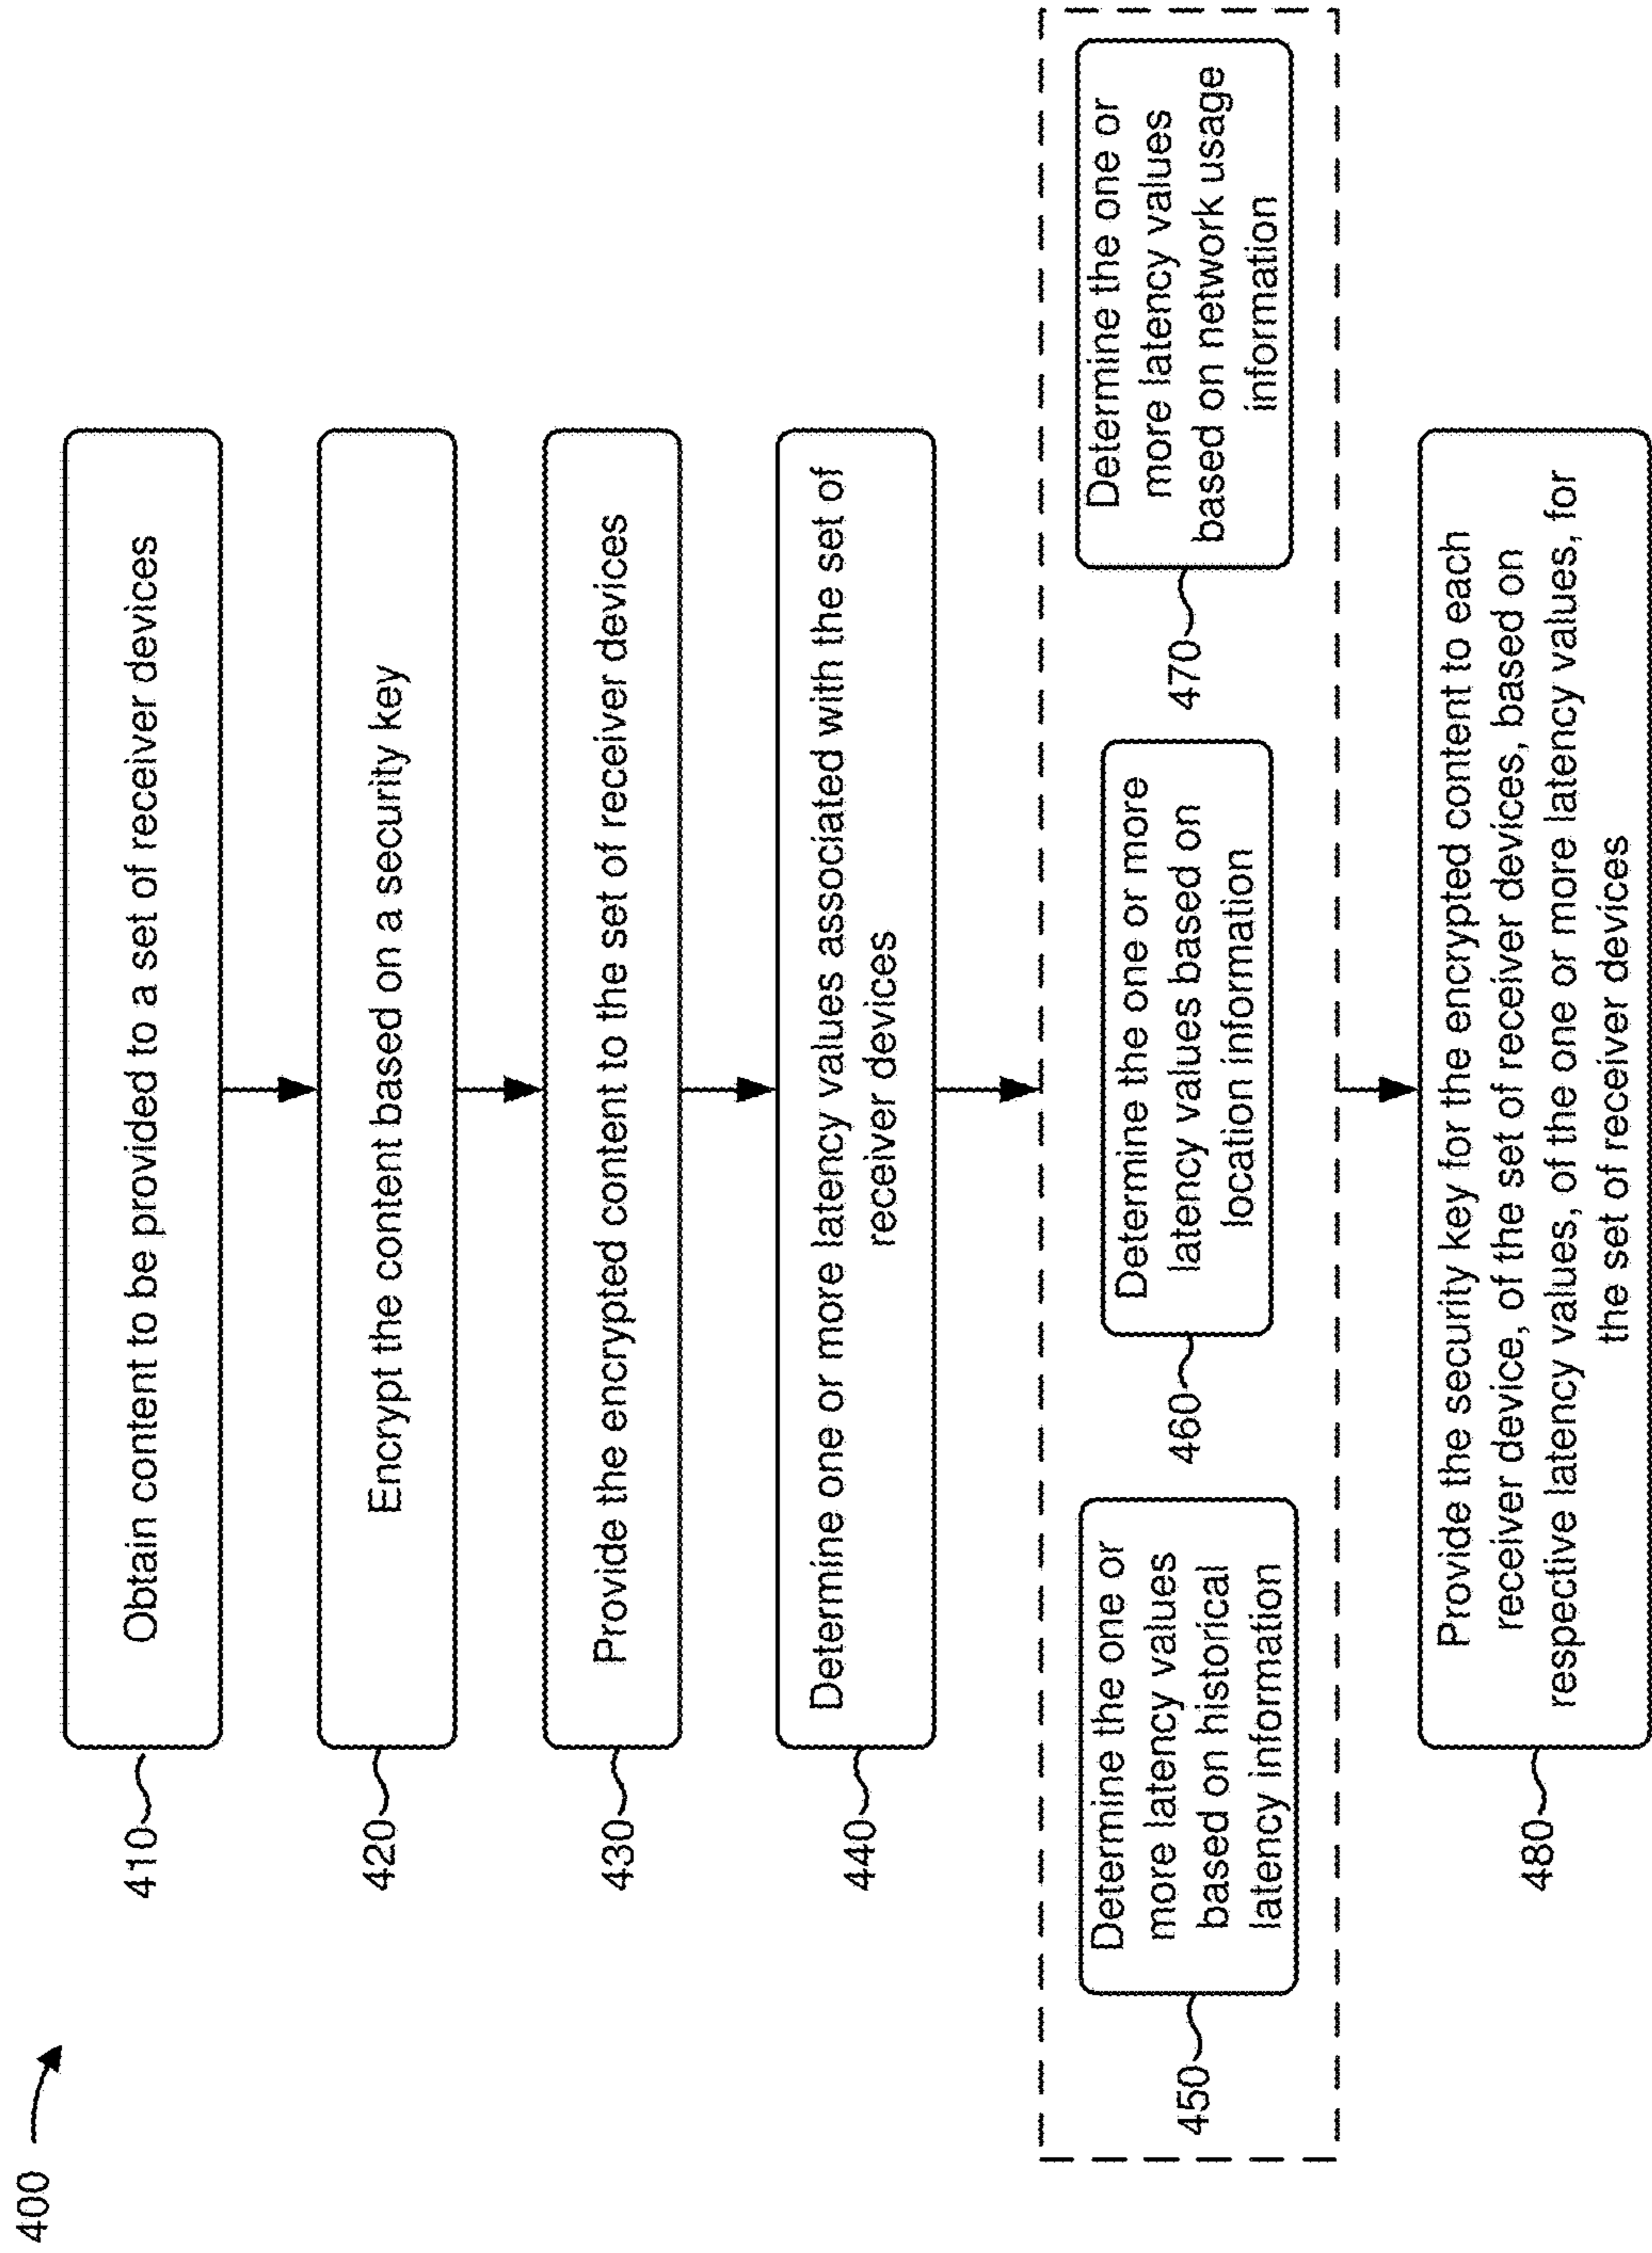 400
410
Obtain content to be provided to a set of receiver devices
420
Encrypt the content based on a security key
430
Provide the encrypted content to the set of receiver devices
440
Determine one or more latency values associated with the set of
receiver devices
450
Determine the one or
more latency values
based on historical
latency information
460
Determine the one or more
latency values based on
location information
470
Determine the one or
more latency values
based on network usage
information
480
Provide the security key for the encrypted content to each
receiver device, of the set of receiver devices, based on
respective latency values, of the one or more latency values, for
the set of receiver devices